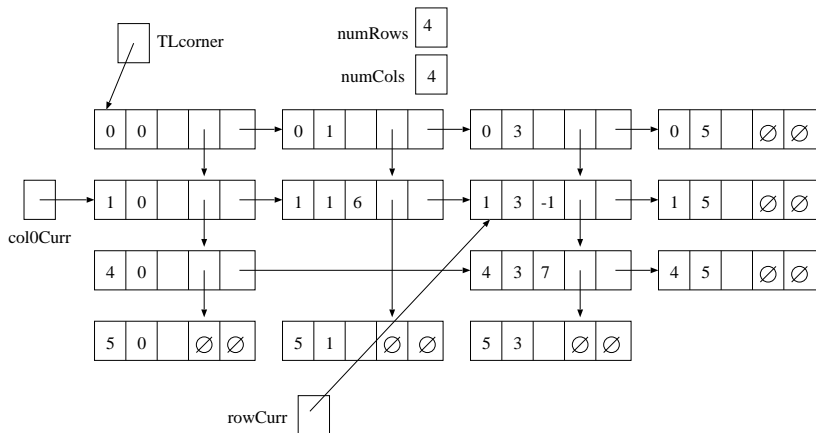 numRows 4
TLcorner
numCols 4
0 0 0 1 0 3 0 5 ∅ ∅
1 0 1 1 6 1 3 -1 1 5 ∅ ∅
col0Curr
4 0 4 3 7 4 5 ∅ ∅
5 0 ∅ ∅ 5 1 ∅ ∅ 5 3 ∅ ∅
rowCurr